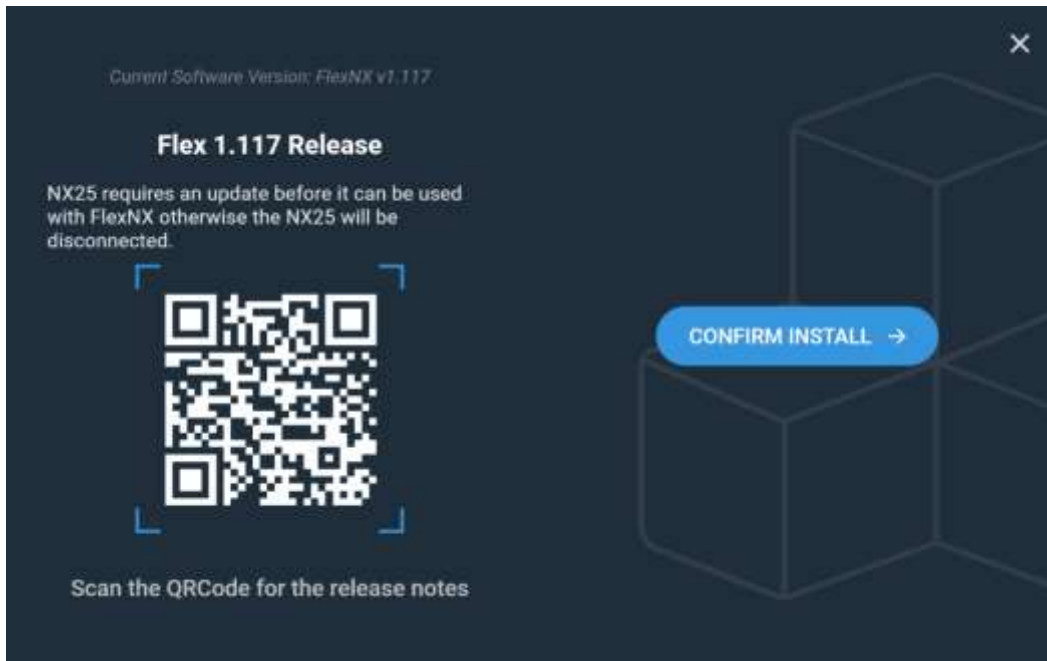 Current Software Version: FlexNX v1.117
Flex 1.117 Release
NX25 requires an update before it can be used
with FlexNX otherwise the NX25 will be
disconnected.
CONFIRM INSTALL →
Scan the QRCode for the release notes